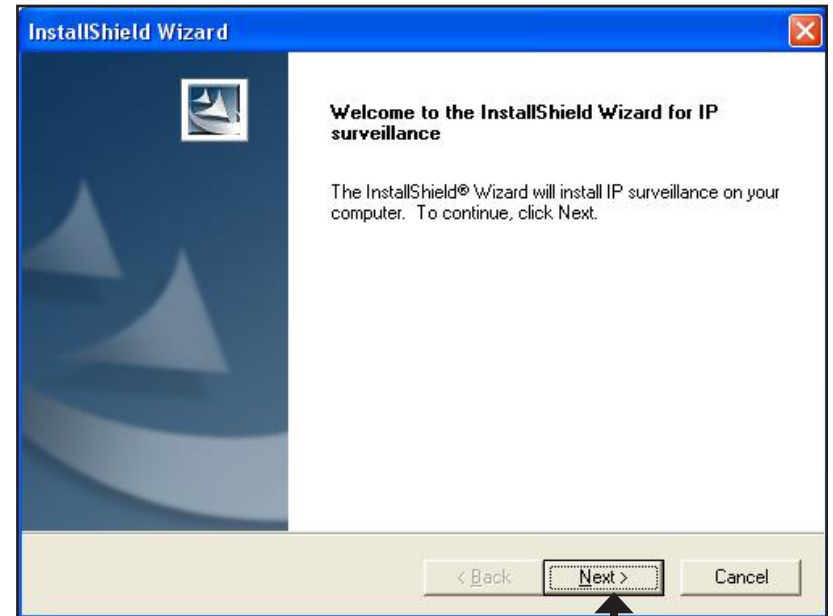 InstallShield Wizard
Welcome to the InstallShield Wizard for IP
surveillance
The InstallShield® Wizard will install IP surveillance on your
computer. To continue, click Next.
< Back Next > Cancel